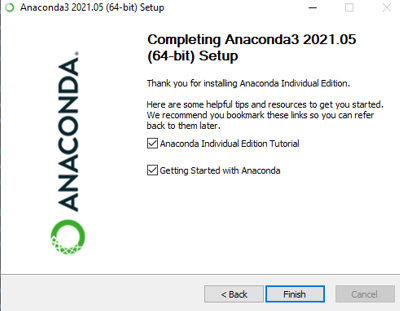 Anaconda3 2021.05 (64-bit) Setup
Completing Anaconda3 2021.05
(64-bit) Setup
Thank you for installing Anaconda Individual Edition.
Here are some helpful tips and resources to get you started.
We recommend you bookmark these links so you can refer
back to them later.
Anaconda Individual Edition Tutorial
Getting Started with Anaconda
ANACONDA.
< Back
Finish
Cancel